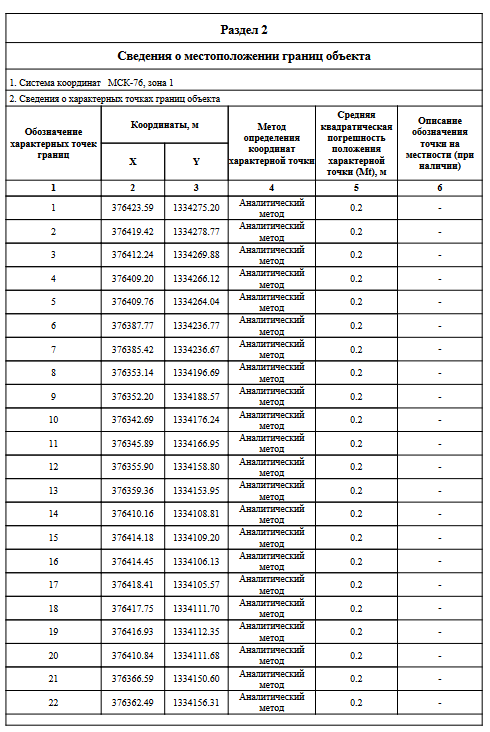 Раздел 2
Сведения о местоположении границ объекта
1. Система координат МСК-76, зона 1
2. Сведения о характерных точках границ объекта
Обозначение характерных точек границ
Координаты, м
X
Y
Метод определения координат характерной точки
Средняя квадратическая погрешность положения характерной точки (Mt), м
Описание обозначения точки на местности (при наличии)
1 2 3 4 5 6
1 376423.59 1334275.20 Аналитический метод 0.2 -
2 376419.42 1334278.77 Аналитический метод 0.2 -
3 376412.24 1334269.88 Аналитический метод 0.2 -
4 376409.20 1334266.12 Аналитический метод 0.2 -
5 376409.76 1334264.04 Аналитический метод 0.2 -
6 376387.77 1334236.77 Аналитический метод 0.2 -
7 376385.42 1334236.67 Аналитический метод 0.2 -
8 376353.14 1334196.69 Аналитический метод 0.2 -
9 376352.20 1334188.57 Аналитический метод 0.2 -
10 376342.69 1334176.24 Аналитический метод 0.2 -
11 376345.89 1334166.95 Аналитический метод 0.2 -
12 376355.90 1334158.80 Аналитический метод 0.2 -
13 376359.36 1334153.95 Аналитический метод 0.2 -
14 376410.16 1334108.81 Аналитический метод 0.2 -
15 376414.18 1334109.20 Аналитический метод 0.2 -
16 376414.45 1334106.13 Аналитический метод 0.2 -
17 376418.41 1334105.57 Аналитический метод 0.2 -
18 376417.75 1334111.70 Аналитический метод 0.2 -
19 376416.93 1334112.35 Аналитический метод 0.2 -
20 376410.84 1334111.68 Аналитический метод 0.2 -
21 376366.59 1334150.60 Аналитический метод 0.2 -
22 376362.49 1334156.31 Аналитический метод 0.2 -